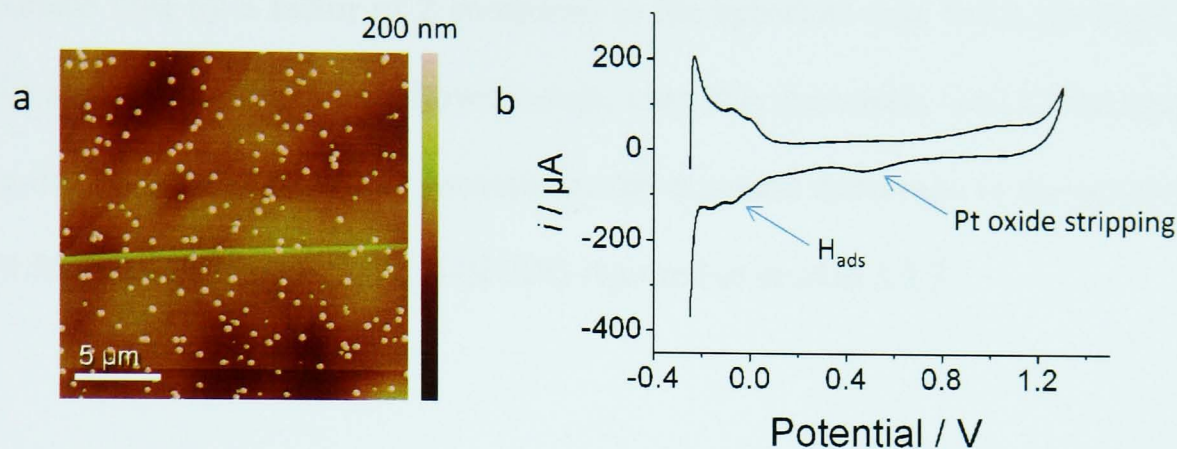 a
200 nm
5 µm
b
i / µA
200
0
-200
-400
-0.4
0.0
0.4
0.8
1.2
Potential / V
H_ads
Pt oxide stripping